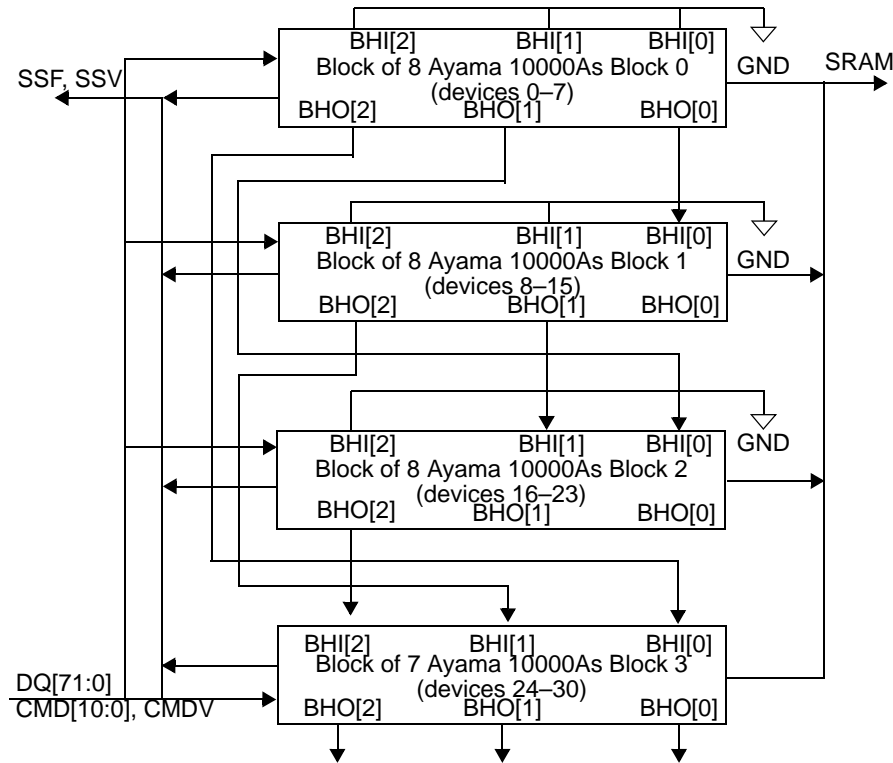 BHI[2] BHI[1] BHI[0]
SSF, SSV Block of 8 Ayama 10000As Block 0 GND SRAM
(devices 0–7)
BHO[2] BHO[1] BHO[0]
BHI[2] BHI[1] BHI[0]
Block of 8 Ayama 10000As Block 1 GND
(devices 8–15)
BHO[2] BHO[1] BHO[0]
BHI[2] BHI[1] BHI[0] GND
Block of 8 Ayama 10000As Block 2
(devices 16–23)
BHO[2] BHO[1] BHO[0]
BHI[2] BHI[1] BHI[0]
Block of 7 Ayama 10000As Block 3
DQ[71:0] (devices 24–30)
CMD[10:0], CMDV BHO[2] BHO[1] BHO[0]